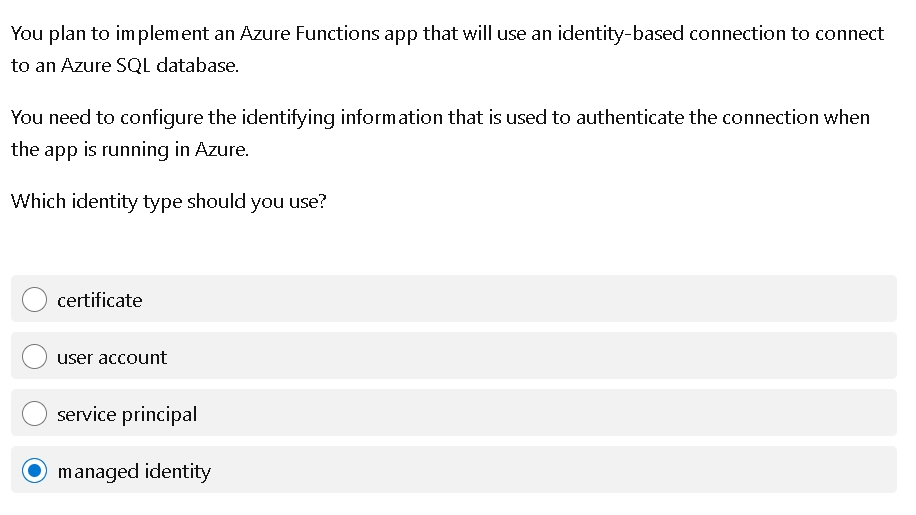 You plan to implement an Azure Functions app that will use an identity-based connection to connect
to an Azure SQL database.
You need to configure the identifying information that is used to authenticate the connection when
the app is running in Azure.
Which identity type should you use?
certificate
user account
service principal
managed identity